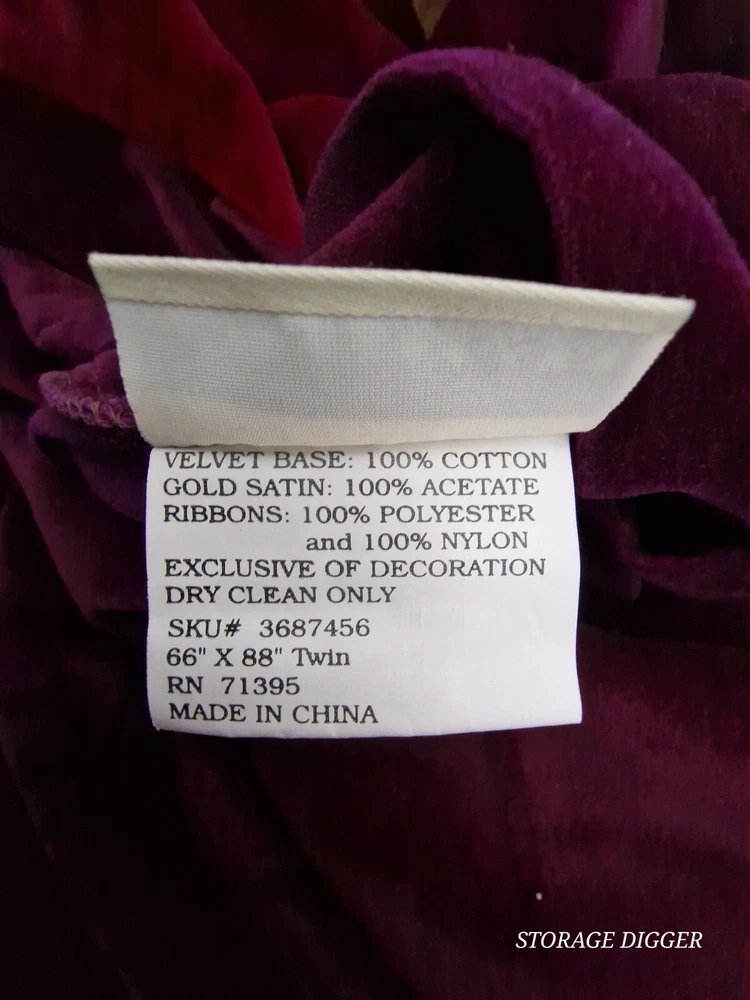 VELVET BASE: 100% COTTON
GOLD SATIN: 100% ACETATE
RIBBONS: 100% POLYESTER
and 100% NYLON
EXCLUSIVE OF DECORATION
DRY CLEAN ONLY
SKU# 3687456
66" X 88" Twin
RN 71395
MADE IN CHINA
STORAGE DIGGER